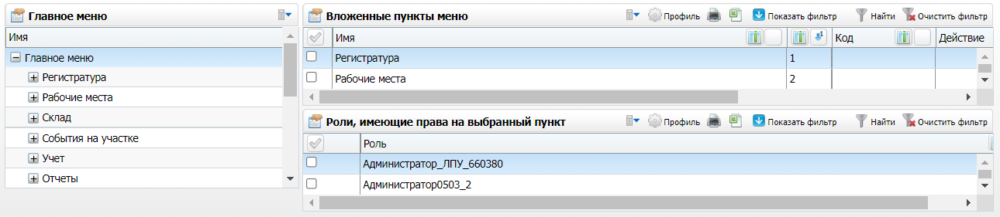 Главное меню
Имя
Главное меню
Регистратура
Рабочие места
Склад
События на участке
Учет
Отчеты
Вложенные пункты меню
Профиль Показать фильтр Найти Очистить фильтр
Имя 1 Код Действие
Регистратура 1
Рабочие места 2
Роли, имеющие права на выбранный пункт
Профиль Показать фильтр Найти Очистить фильтр
Роль
Администратор_ЛПУ_660380
Администратор0503_2